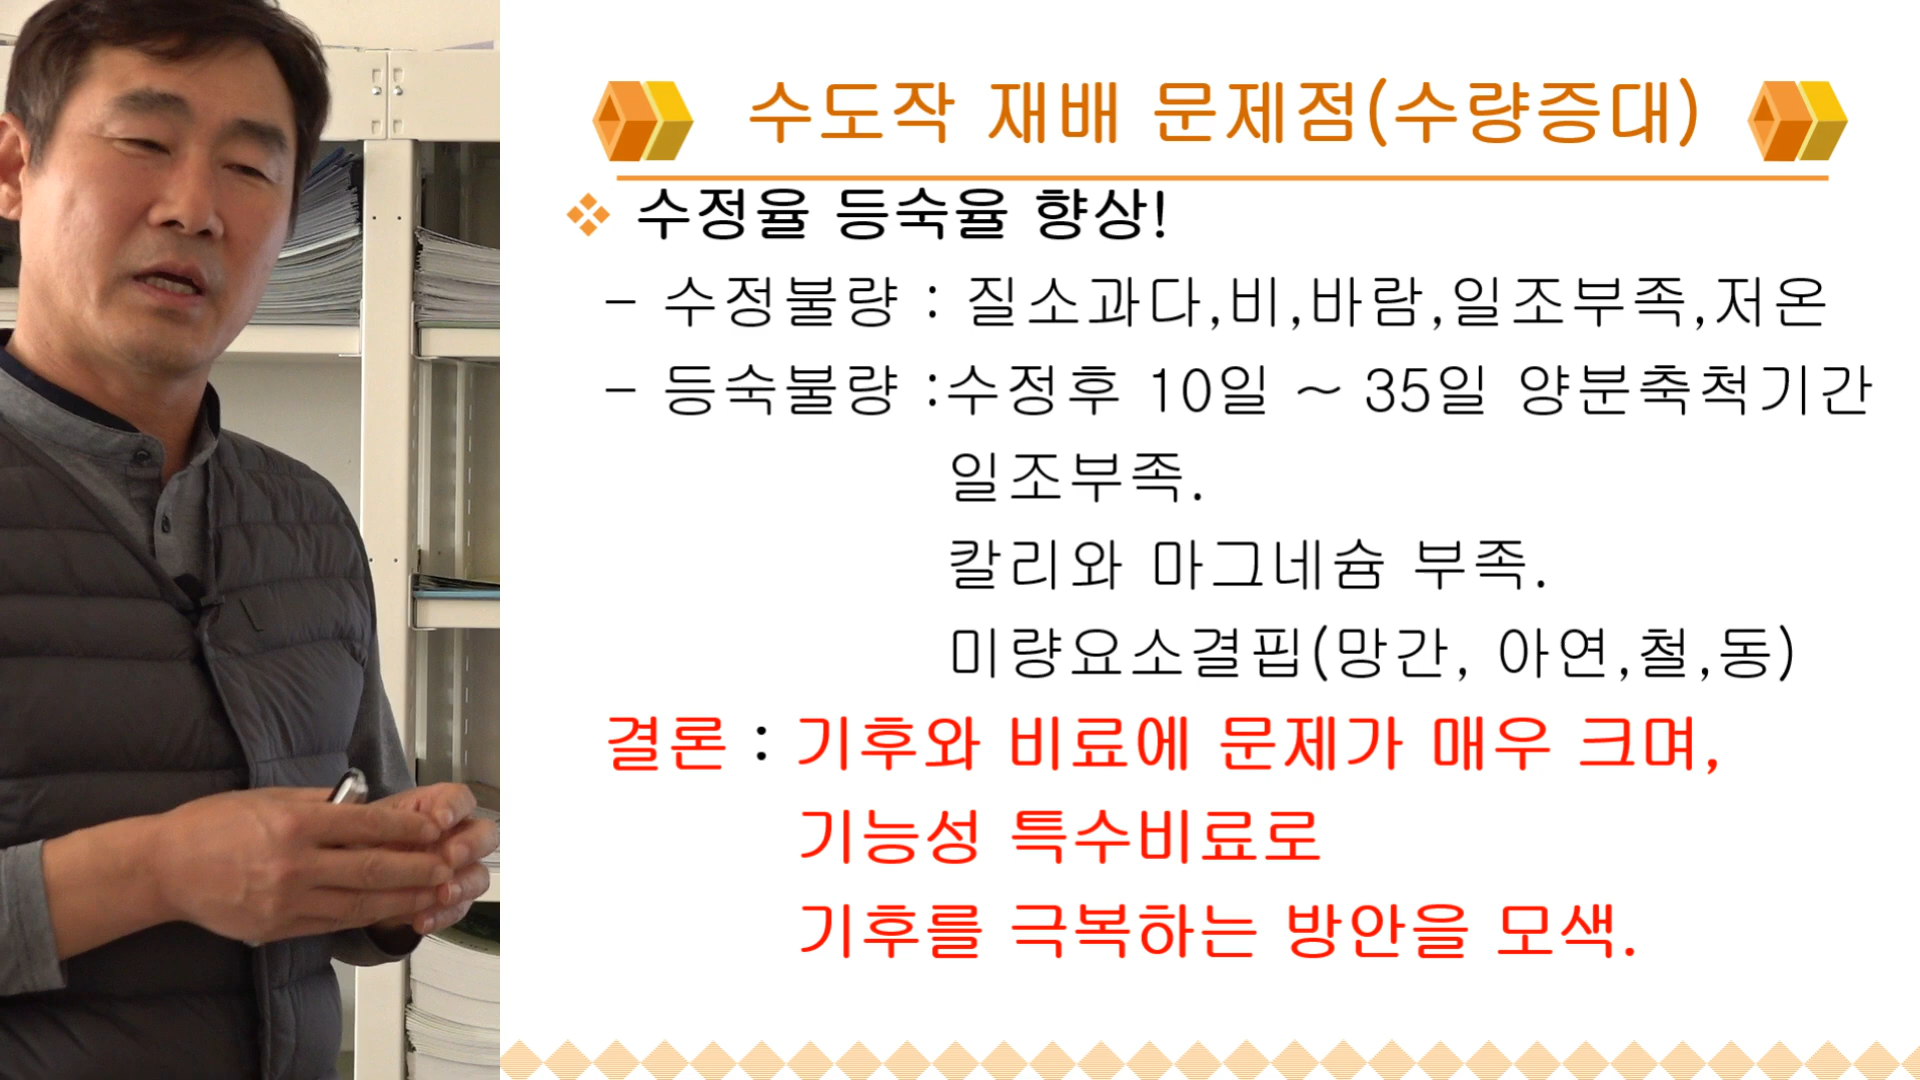 수도작 재배 문제점(수량증대)
수정율 등숙율 향상!
- 수정불량 : 질소과다,비,바람,일조부족,저온
- 등숙불량 :수정후 10일 ~ 35일 양분축척기간
일조부족.
칼리와 마그네슘 부족.
미량요소결핍(망간, 아연,철,동)
결론 : 기후와 비료에 문제가 매우 크며,
기능성 특수비료로
기후를 극복하는 방안을 모색.